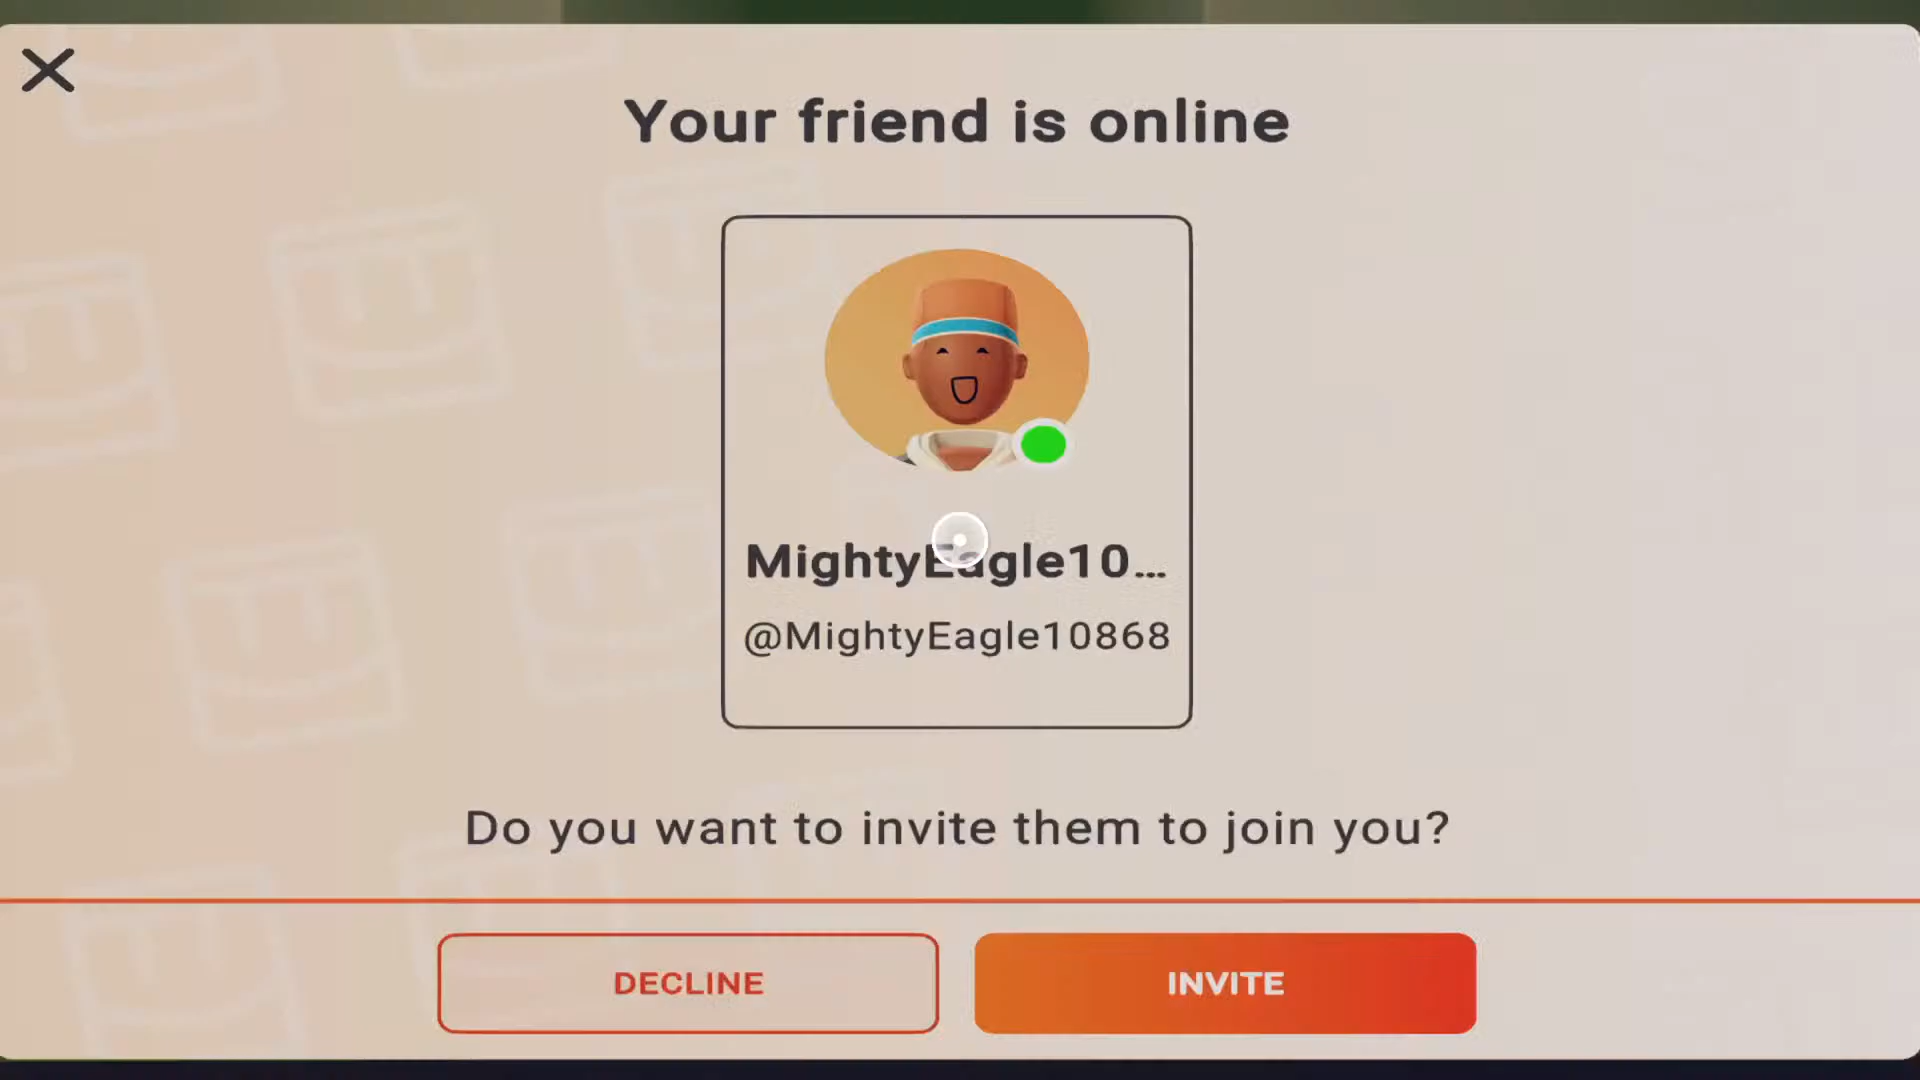 Your friend is online
MightyEagle10...
@MightyEagle10868
Do you want to invite them to join you?
DECLINE
INVITE